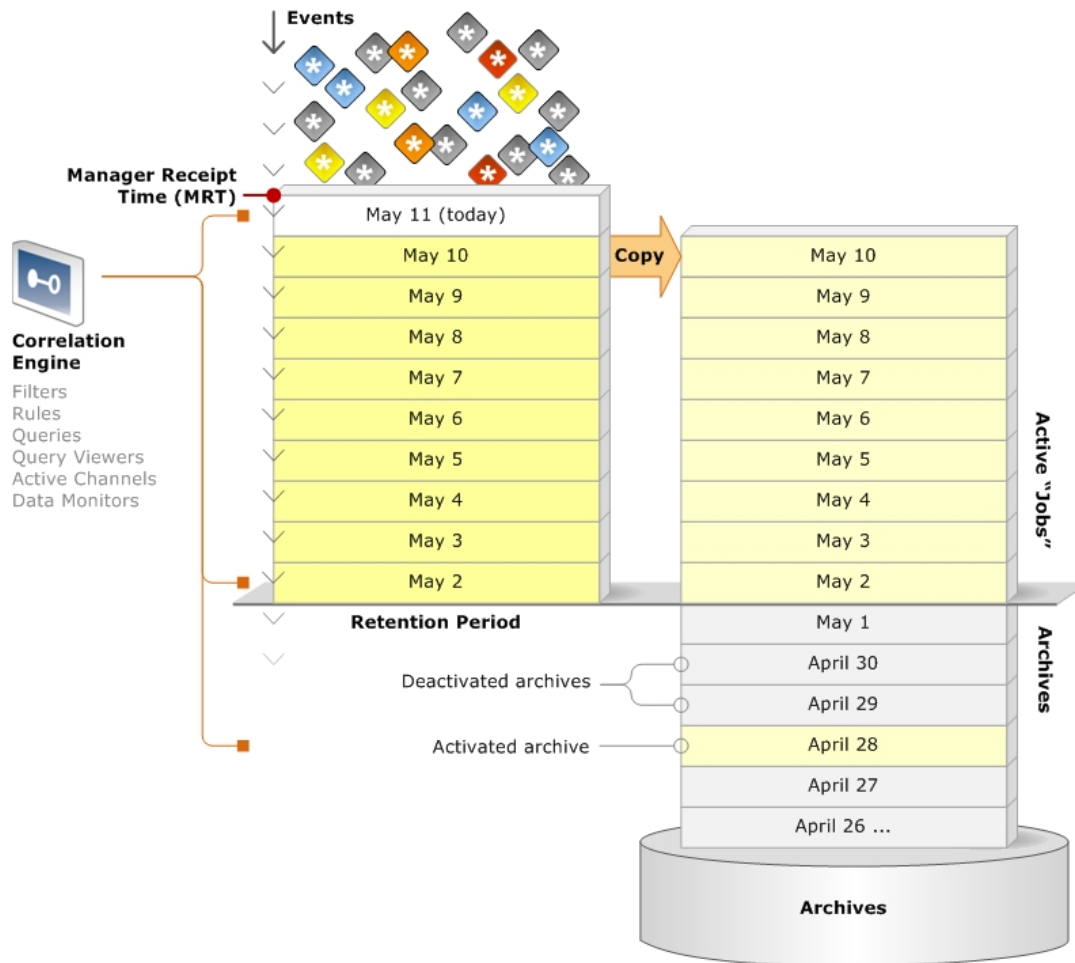 Events
Manager Receipt
Time (MRT)
May 11 (today)
May 10
May 9
May 8
May 7
May 6
May 5
May 4
May 3
May 2
Retention Period
Correlation
Engine
Filters
Rules
Queries
Query Viewers
Active Channels
Data Monitors
Copy
May 10
May 9
May 8
May 7
May 6
May 5
May 4
May 3
May 2
May 1
April 30
April 29
April 28
April 27
April 26 ...
Active “Jobs”
Archives
Deactivated archives
Activated archive
Archives